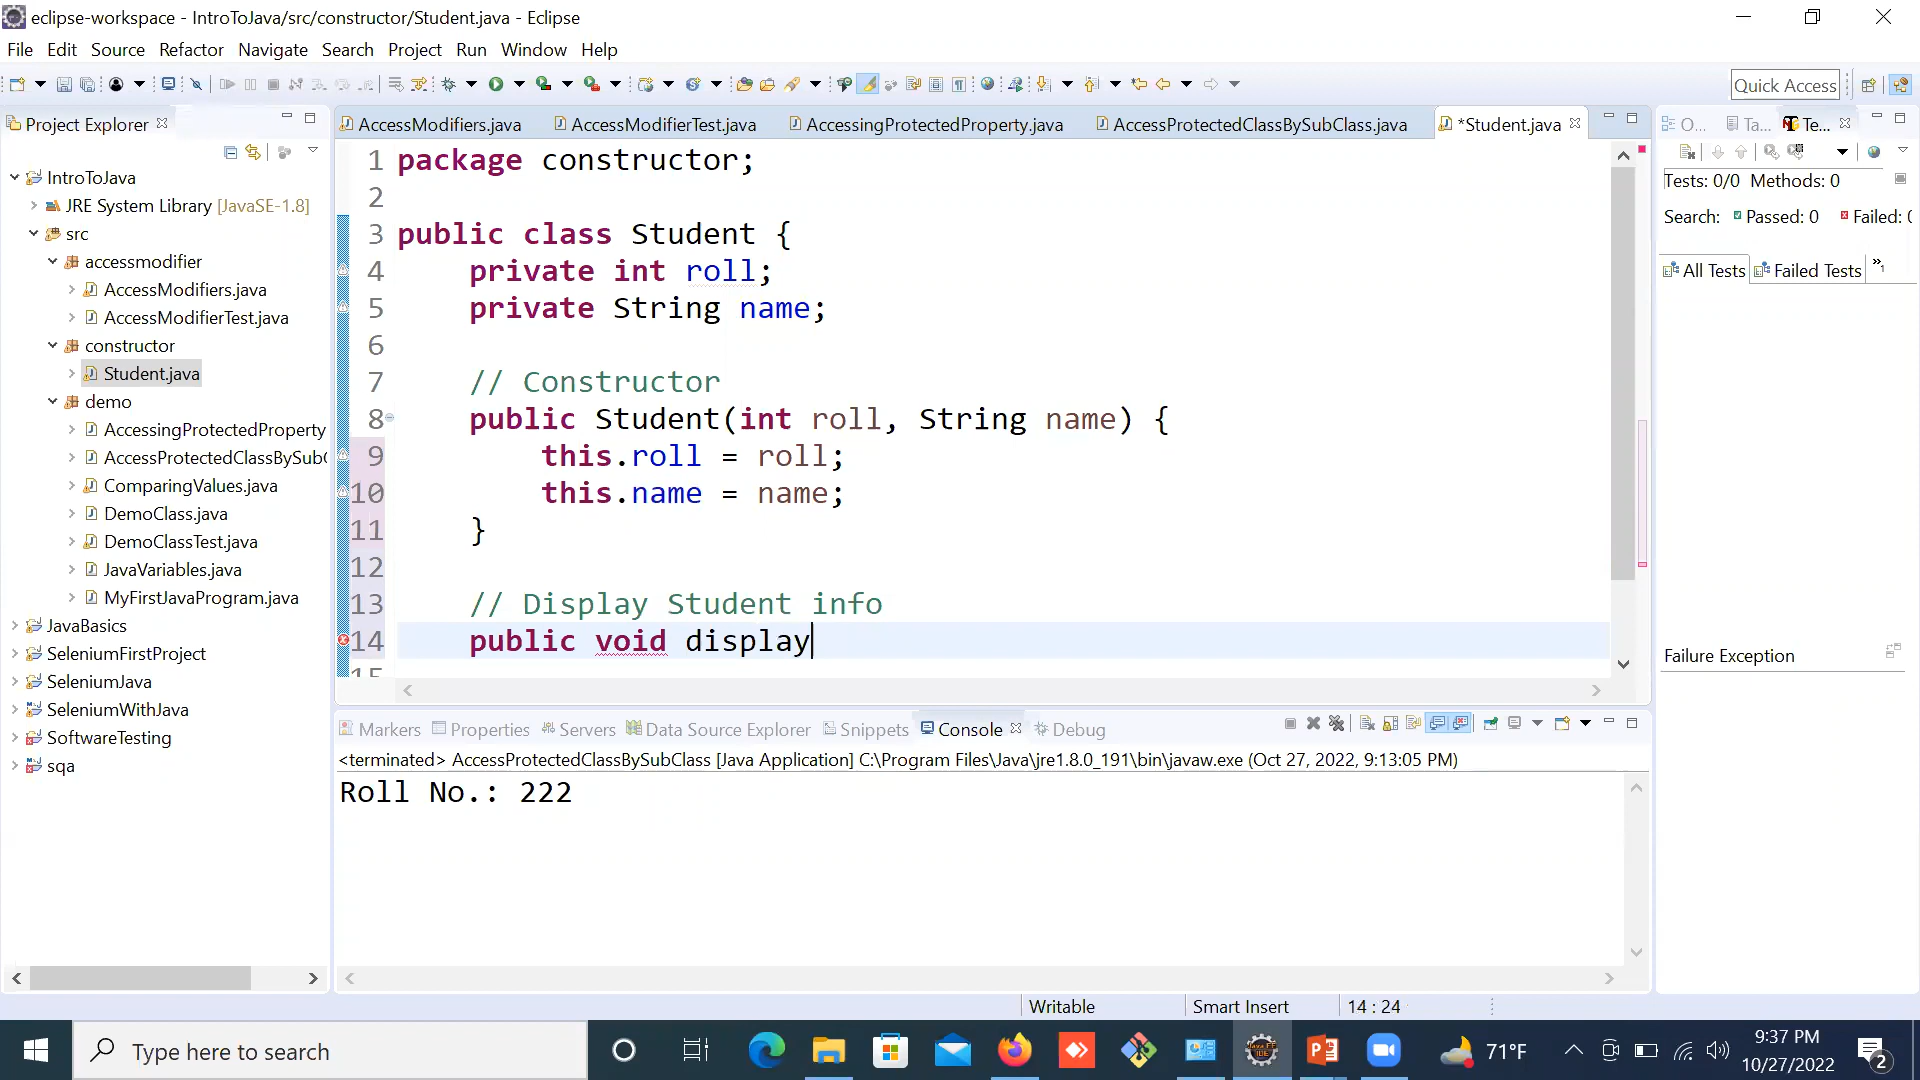 eclipse-workspace - IntroToJava/src/constructor/Student.java - Eclipse
File Edit Source Refactor Navigate Search Project Run Window Help
Quick Access
Project Explorer
IntroToJava
JRE System Library [JavaSE-1.8]
src
accessmodifier
AccessModifiers.java
AccessModifierTest.java
constructor
Student.java
demo
AccessingProtectedProperty
AccessProtectedClassBySub
ComparingValues.java
DemoClass.java
DemoClassTest.java
JavaVariables.java
MyFirstJavaProgram.java
JavaBasics
SeleniumFirstProject
SeleniumJava
SeleniumWithJava
SoftwareTesting
sqa
AccessModifiers.java AccessModifierTest.java AccessingProtectedProperty.java AccessProtectedClassBySubClass.java *Student.java
1 package constructor;
2
3 public class Student {
4 private int roll;
5 private String name;
6
7 // Constructor
8 public Student(int roll, String name) {
9 this.roll = roll;
10 this.name = name;
11 }
12
13 // Display Student info
14 public void display
Markers Properties Servers Data Source Explorer Snippets Console Debug
<terminated> AccessProtectedClassBySubClass [Java Application] C:\Program Files\Java\jre1.8.0_191\bin\javaw.exe (Oct 27, 2022, 9:13:05 PM)
Roll No.: 222
O... Ta... Te...
Tests: 0/0 Methods: 0
Search: Passed: 0 Failed:
All Tests Failed Tests
Failure Exception
Writable Smart Insert 14 : 24
Type here to search
71°F
9:37 PM
10/27/2022
2